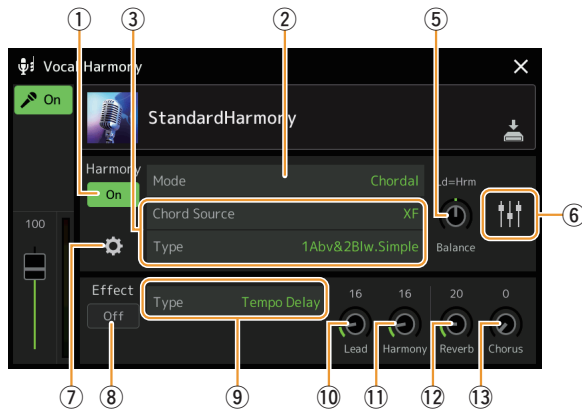 ① ③ ② ⑤
Vocal Harmony
On
StandardHarmony
Harmony
On
Mode Chordal
Ld=Hrm
Chord Source XF
Type 1Abv&2Blw.Simple
Balance
⑥
100
Effect
Off
Type Tempo Delay
16 16 20 0
Lead Harmony Reverb Chorus
⑦ ⑧ ⑨ ⑩ ⑪ ⑫ ⑬